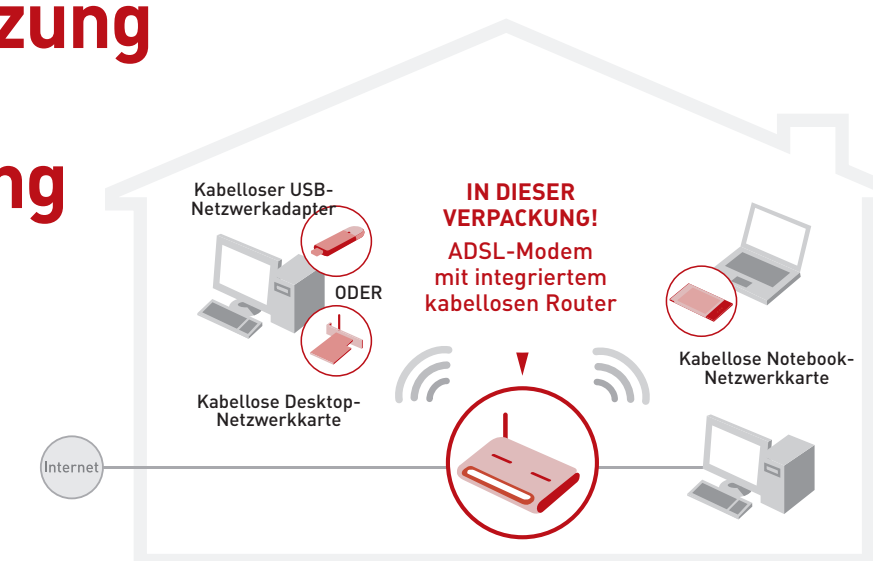 zung
ng
Kabelloser USB-
Netzwerkadapter
ODER
Kabellose Desktop-
Netzwerkkarte
IN DIESER
VERPACKUNG!
ADSL-Modem
mit integriertem
kabellosen Router
Kabellose Notebook-
Netzwerkkarte
Internet